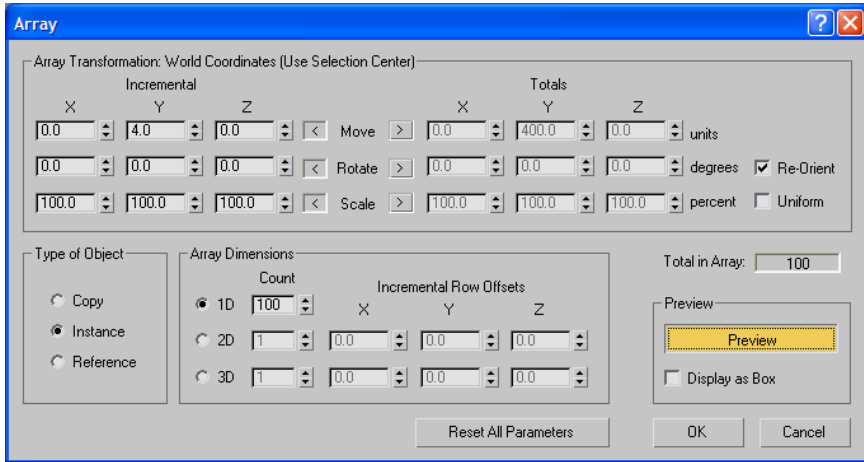 Array
Array Transformation: World Coordinates (Use Selection Center)
Incremental Totals
X Y Z X Y Z
0.0 4.0 0.0 < Move > 0.0 400.0 0.0 units
0.0 0.0 0.0 < Rotate > 0.0 0.0 0.0 degrees Re-Orient
100.0 100.0 100.0 < Scale > 100.0 100.0 100.0 percent Uniform
Type of Object
Copy
Instance
Reference
Array Dimensions
Count
Incremental Row Offsets
X Y Z
1D 100
2D 1 0.0 0.0 0.0
3D 1 0.0 0.0 0.0
Total in Array: 100
Preview
Preview
Display as Box
Reset All Parameters OK Cancel